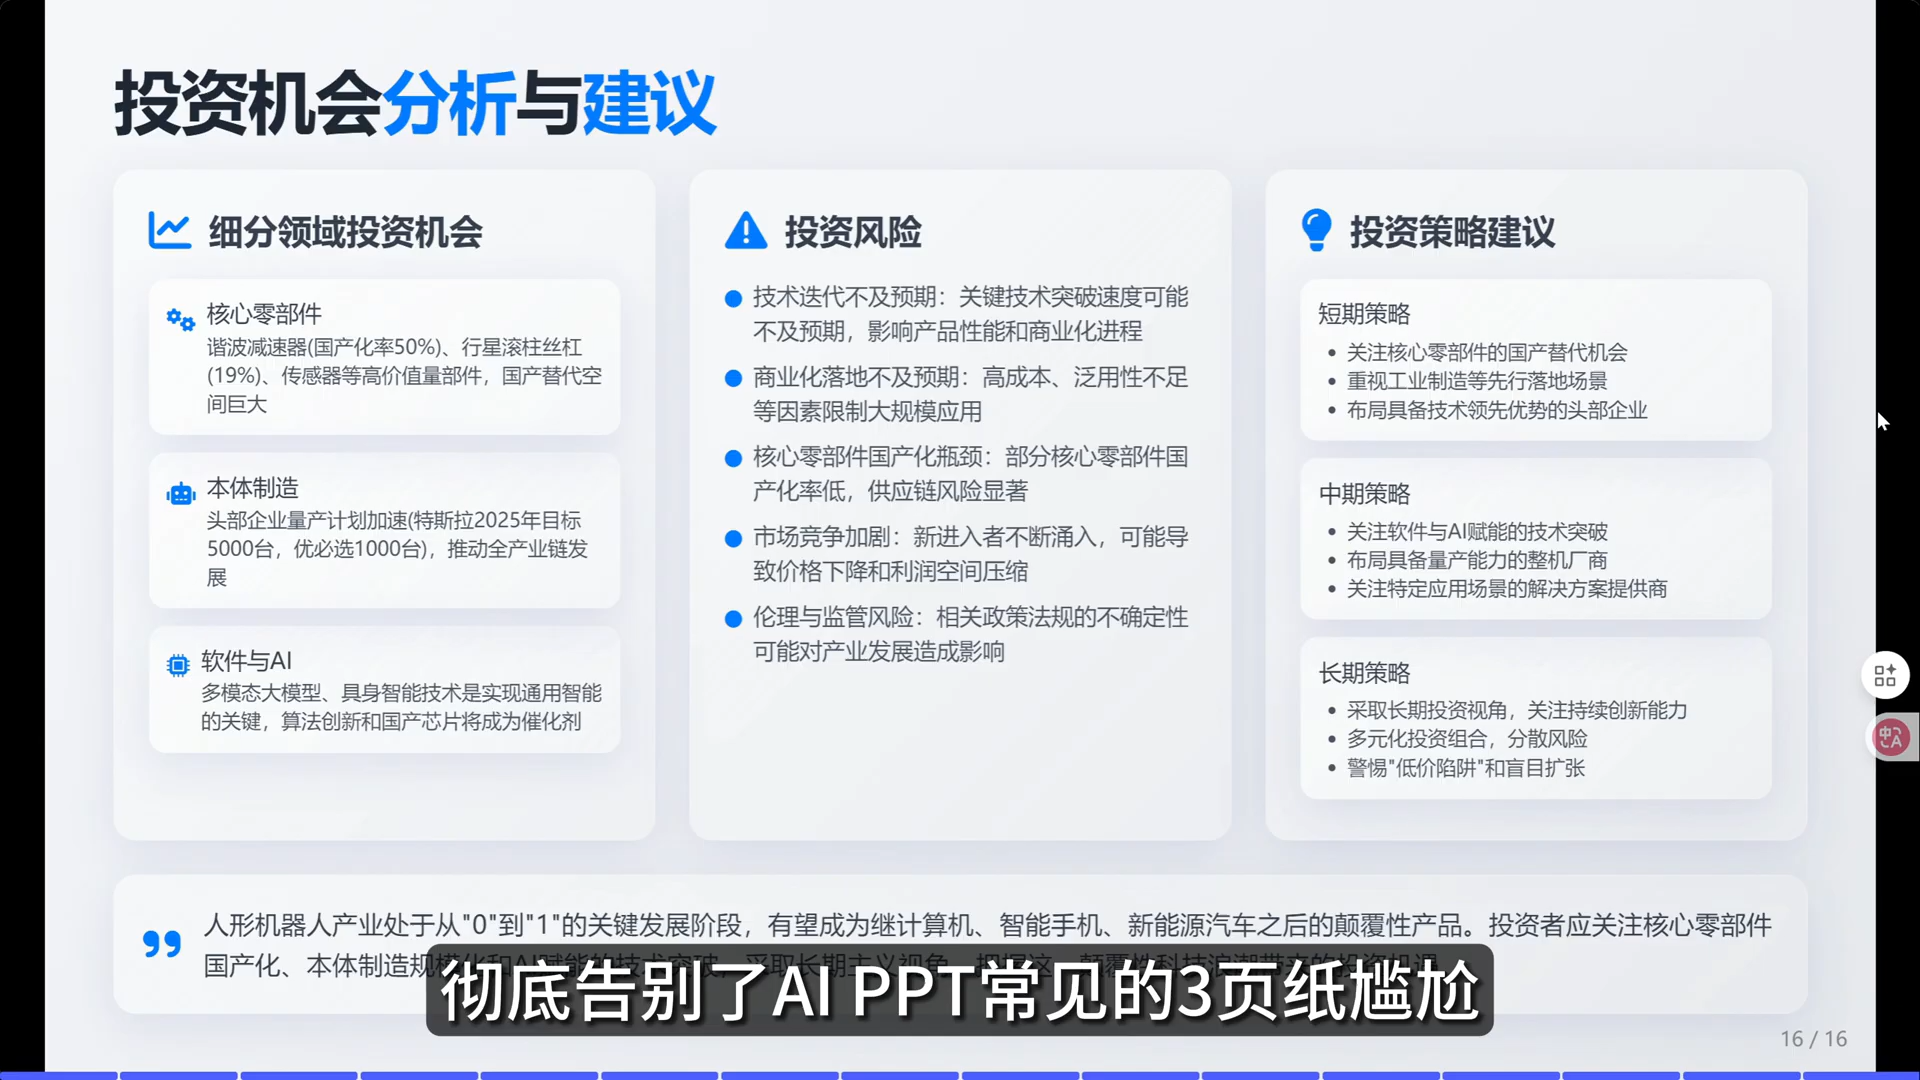 投资机会分析与建议
细分领域投资机会
核心零部件
谐波减速器(国产化率50%)、行星滚柱丝杠
(19%)、传感器等高价值量部件，国产替代空
间巨大
本体制造
头部企业量产计划加速(特斯拉2025年目标
5000台，优必选1000台)，推动全产业链发
展
软件与AI
多模态大模型、具身智能技术是实现通用智能
的关键，算法创新和国产芯片将成为催化剂
投资风险
技术迭代不及预期：关键技术突破速度可能
不及预期，影响产品性能和商业化进程
商业化落地不及预期：高成本、泛用性不足
等因素限制大规模应用
核心零部件国产化瓶颈：部分核心零部件国
产化率低，供应链风险显著
市场竞争加剧：新进入者不断涌入，可能导
致价格下降和利润空间压缩
伦理与监管风险：相关政策法规的不确定性
可能对产业发展造成影响
投资策略建议
短期策略
关注核心零部件的国产替代机会
重视工业制造等先行落地场景
布局具备技术领先优势的头部企业
中期策略
关注软件与AI赋能的技术突破
布局具备量产能力的整机厂商
关注特定应用场景的解决方案提供商
长期策略
采取长期投资视角，关注持续创新能力
多元化投资组合，分散风险
警惕"低价陷阱"和盲目扩张
人形机器人产业处于从"0"到"1"的关键发展阶段，有望成为继计算机、智能手机、新能源汽车之后的颠覆性产品。投资者应关注核心零部件
国产化、本体制造规模化和AI赋能的技术突破，采取长期主义视角
彻底告别了AI PPT常见的3页纸尴尬
16 / 16